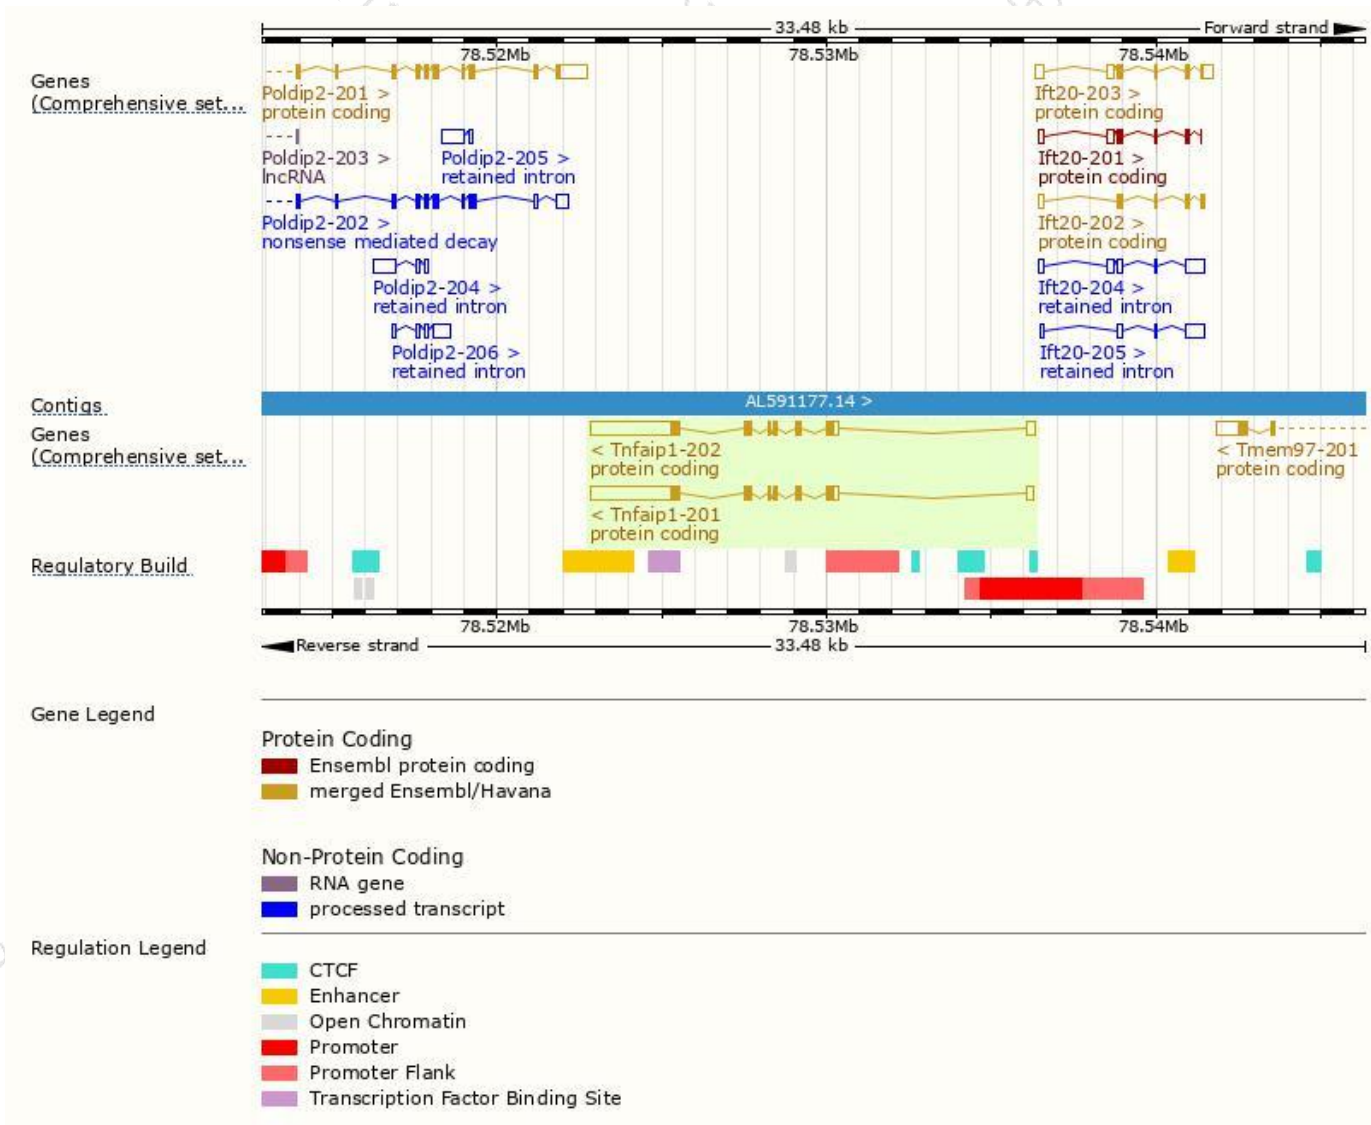 33.48 kb Forward strand
78.52Mb 78.53Mb 78.54Mb
Genes
(Comprehensive set...
Poldip2-201 >
protein coding
Ift20-203 >
protein coding
Poldip2-203 >
lncRNA
Poldip2-205 >
retained intron
Ift20-201 >
protein coding
Poldip2-202 >
nonsense mediated decay
Ift20-202 >
protein coding
Poldip2-204 >
retained intron
Ift20-204 >
retained intron
Poldip2-206 >
retained intron
Ift20-205 >
retained intron
Contigs
AL591177.14 >
Genes
(Comprehensive set...
< Tnfaip1-202
protein coding
< Tmem97-201
protein coding
< Tnfaip1-201
protein coding
Regulatory Build
78.52Mb 78.53Mb 78.54Mb
Reverse strand 33.48 kb
Gene Legend
Protein Coding
Ensembl protein coding
merged Ensembl/Havana
Non-Protein Coding
RNA gene
processed transcript
Regulation Legend
CTCF
Enhancer
Open Chromatin
Promoter
Promoter Flank
Transcription Factor Binding Site